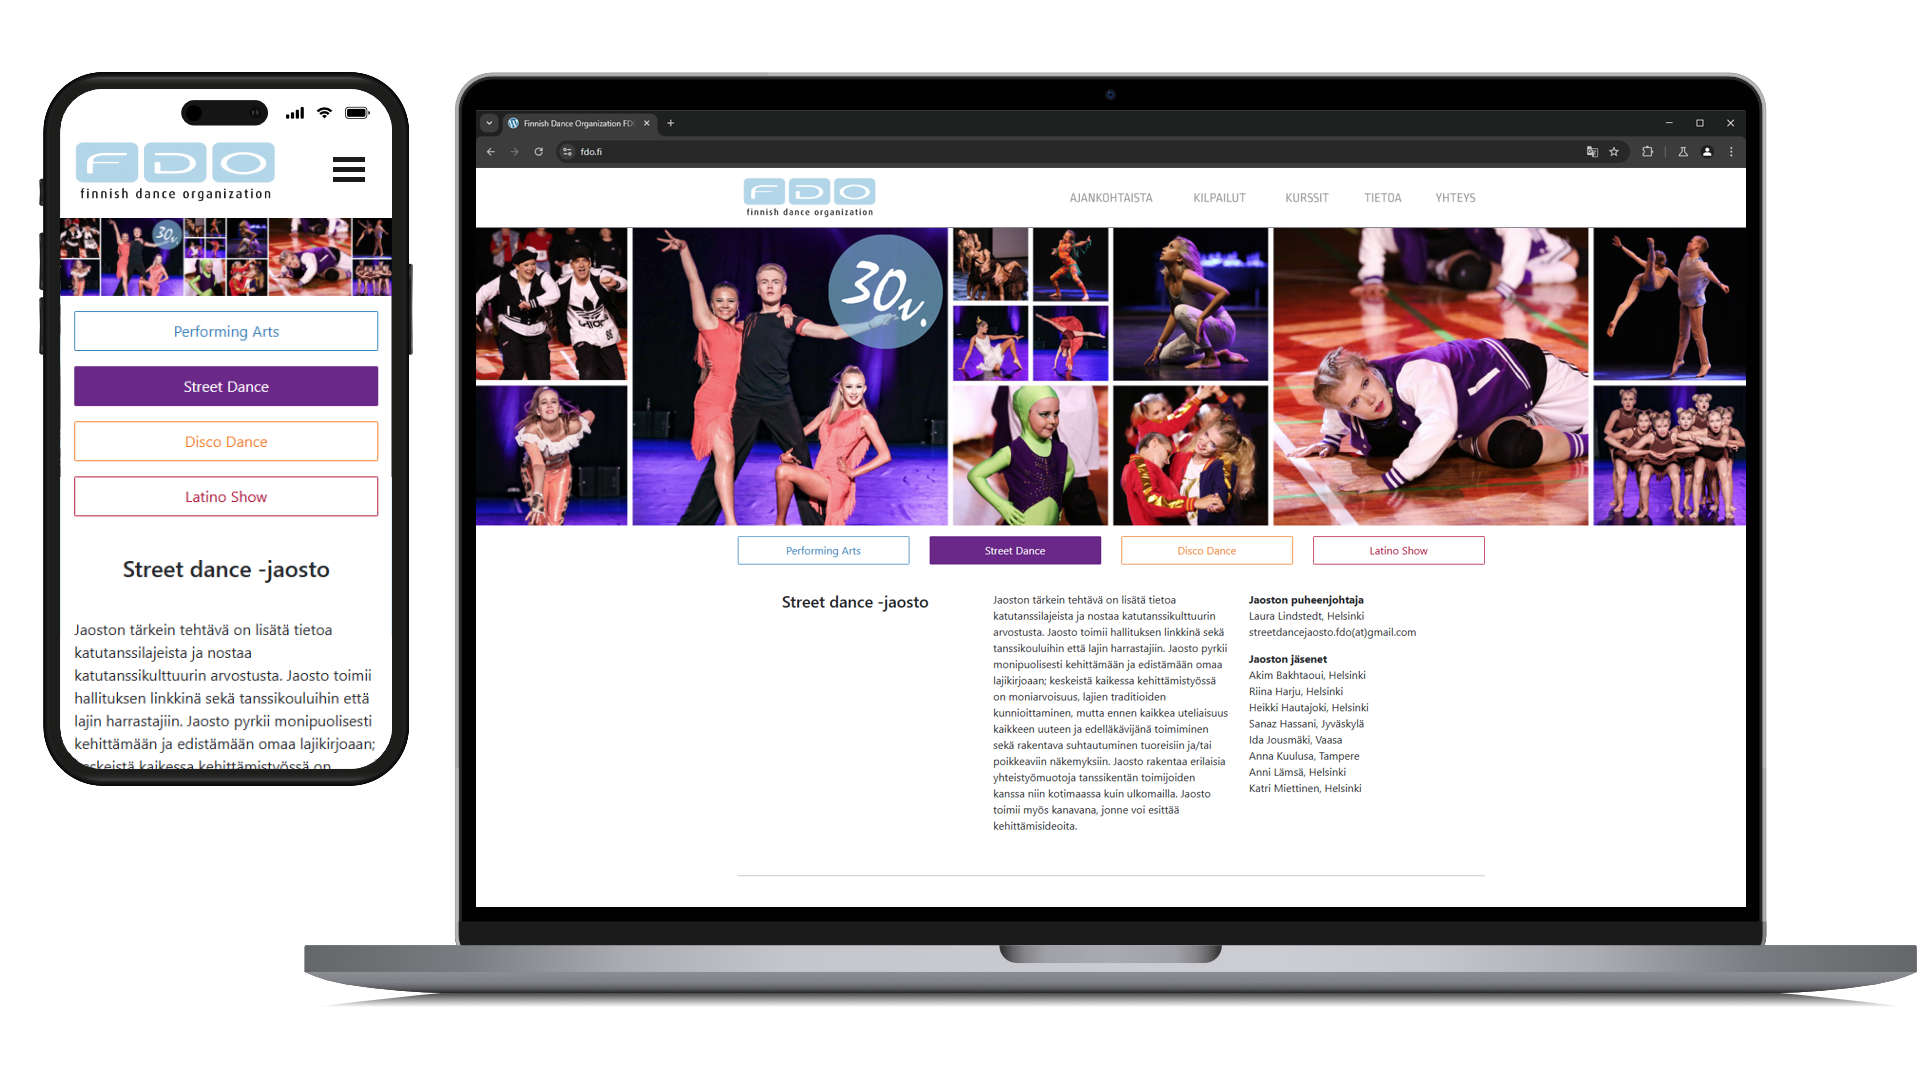 FDO
finnish dance organization
30v.
Performing Arts
Street Dance
Disco Dance
Latino Show
Street dance -jaosto
Jaoston tärkein tehtävä on lisätä tietoa
katutanssilajeista ja nostaa
katutanssikulttuurin arvostusta. Jaosto toimii
hallituksen linkkinä sekä tanssikouluihin että
lajin harrastajiin. Jaosto pyrkii monipuolisesti
kehittämään ja edistämään omaa lajikirjoaan;
keskeistä kaikessa kehittämistyössä on
Finnish Dance Organization FDO
fdo.fi
FDO
finnish dance organization
AJANKOHTAISTA KILPAILUT KURSSIT TIETOA YHTEYS
30v.
Performing Arts Street Dance Disco Dance Latino Show
Street dance -jaosto
Jaoston tärkein tehtävä on lisätä tietoa
katutanssilajeista ja nostaa katutanssikulttuurin
arvostusta. Jaosto toimii hallituksen linkkinä sekä
tanssikouluihin että lajin harrastajiin. Jaosto pyrkii
monipuolisesti kehittämään ja edistämään omaa
lajikirjoaan; keskeistä kaikessa kehittämistyössä
on moniarvoisuus, lajien traditioiden
kunnioittaminen, mutta ennen kaikkea uteliaisuus
kaikkeen uuteen ja edelläkävijänä toimiminen
sekä rakentava suhtautuminen tuoreisiin ja/tai
poikkeaviin näkemyksiin. Jaosto rakentaa erilaisia
yhteistyömuotoja tanssikentän toimijoiden
kanssa niin kotimaassa kuin ulkomailla. Jaosto
toimii myös kanavana, jonne voi esittää
kehittämisideoita.
Jaoston puheenjohtaja
Laura Lindstedt, Helsinki
streetdancejaosto.fdo(at)gmail.com
Jaoston jäsenet
Akim Bakhtaoui, Helsinki
Riina Harju, Helsinki
Heikki Hautajoki, Helsinki
Sanaz Hassani, Jyväskylä
Ida Jousmäki, Vaasa
Anna Kuulusa, Tampere
Anni Lämsä, Helsinki
Katri Miettinen, Helsinki